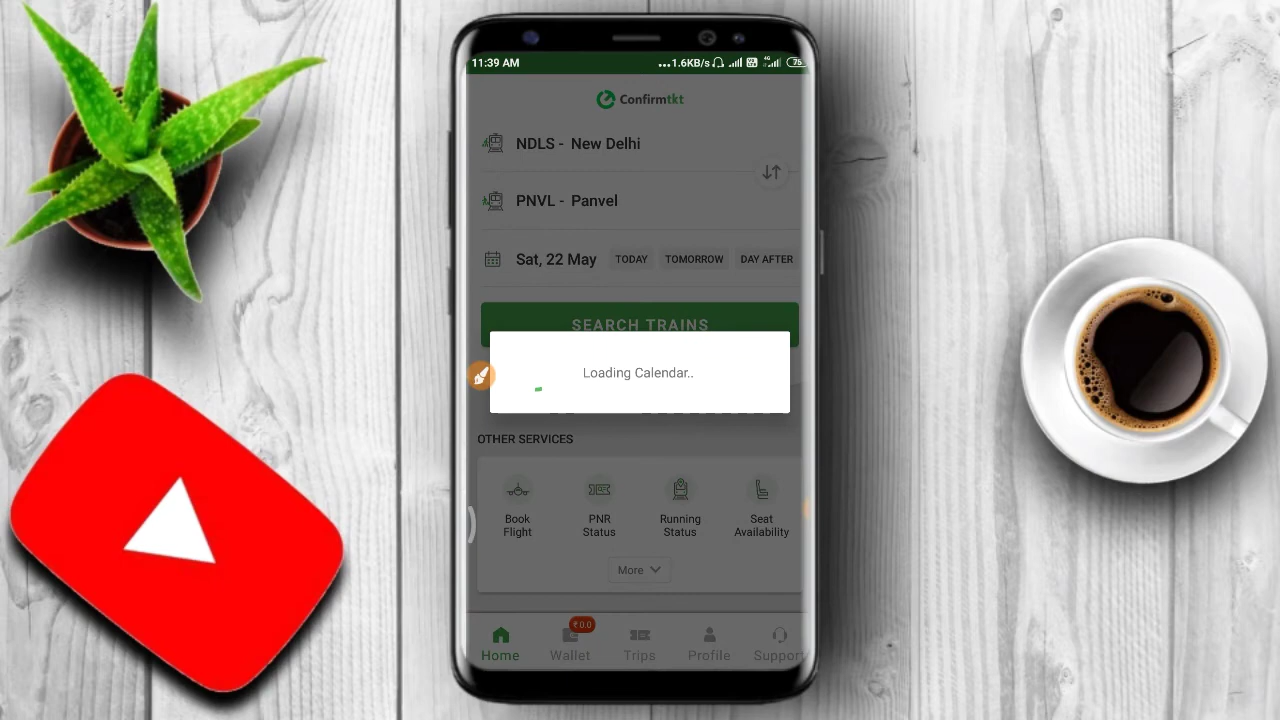 11:39 AM
...1.6KB/s
75
Confirmtkt
NDLS - New Delhi
PNVL - Panvel
Sat, 22 May
TODAY
TOMORROW
DAY AFTER
SEARCH TRAINS
Loading Calendar..
OTHER SERVICES
Book
Flight
PNR
Status
Running
Status
Seat
Availability
More
₹0.0
Home
Wallet
Trips
Profile
Support